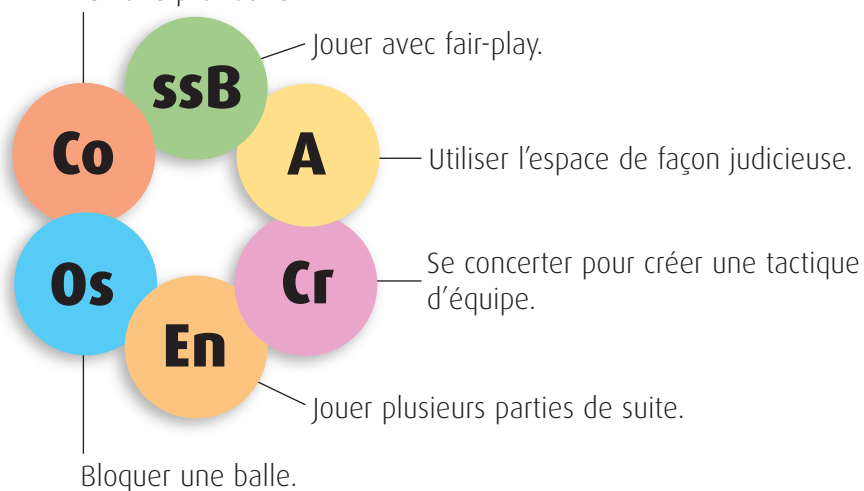 ssB
Jouer avec fair-play.
Co
A
Utiliser l'espace de façon judicieuse.
Os
Cr
Se concerter pour créer une tactique
d'équipe.
En
Jouer plusieurs parties de suite.
Bloquer une balle.